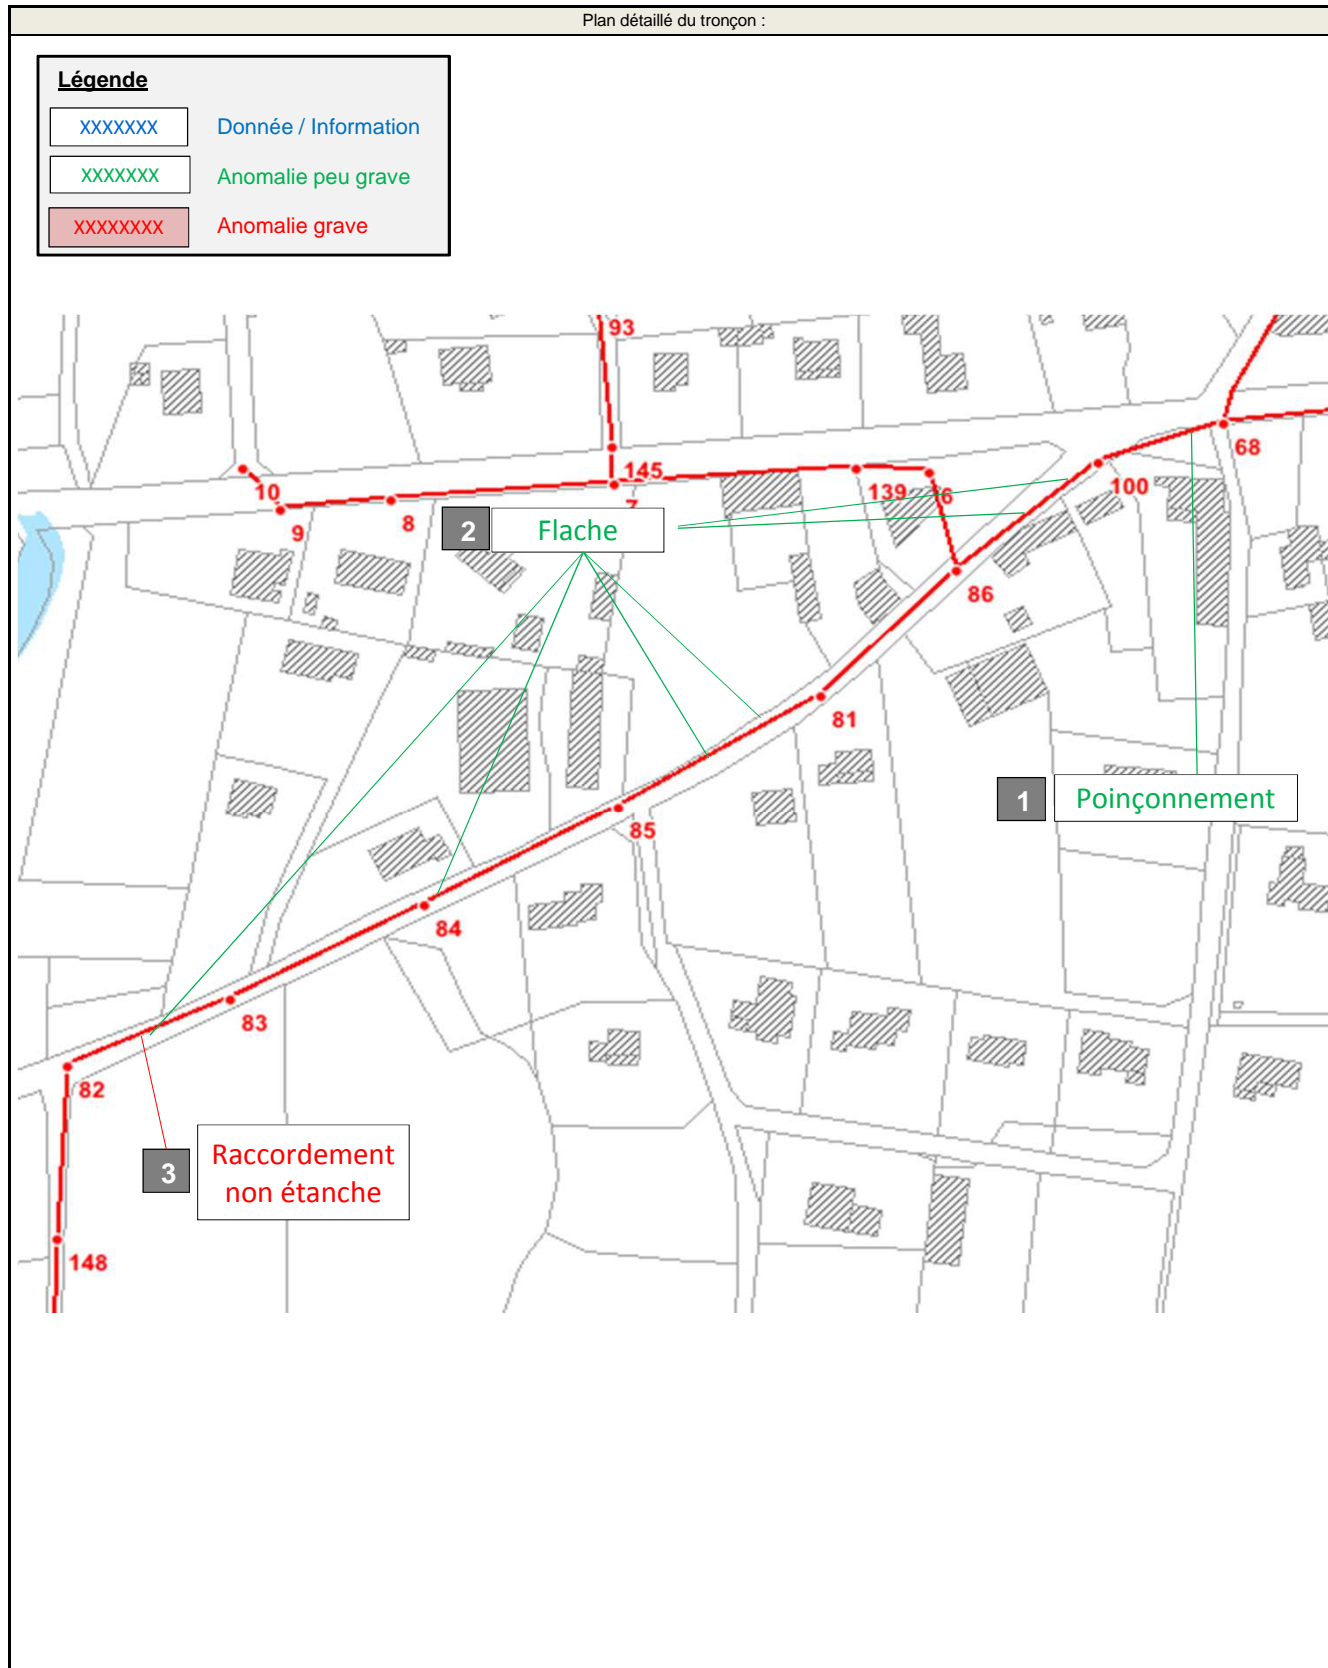 Plan détaillé du tronçon :
Légende
XXXXXXX Donnée / Information
XXXXXXX Anomalie peu grave
XXXXXXXX Anomalie grave
93
68
145
10
139
6
100
7
9
8
2 Flache
86
81
1 Poinçonnement
85
84
83
82
3 Raccordement
non étanche
148